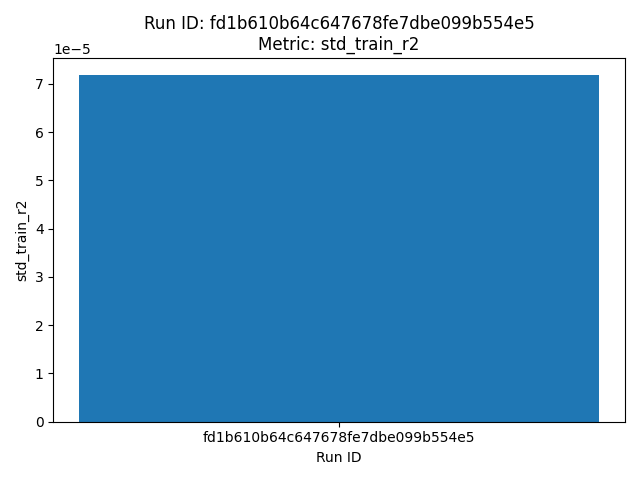 Run ID: fd1b610b64c647678fe7dbe099b554e5
Metric: std_train_r2
1e−5
7
6
5
4
3
2
1
0
std_train_r2
fd1b610b64c647678fe7dbe099b554e5
Run ID